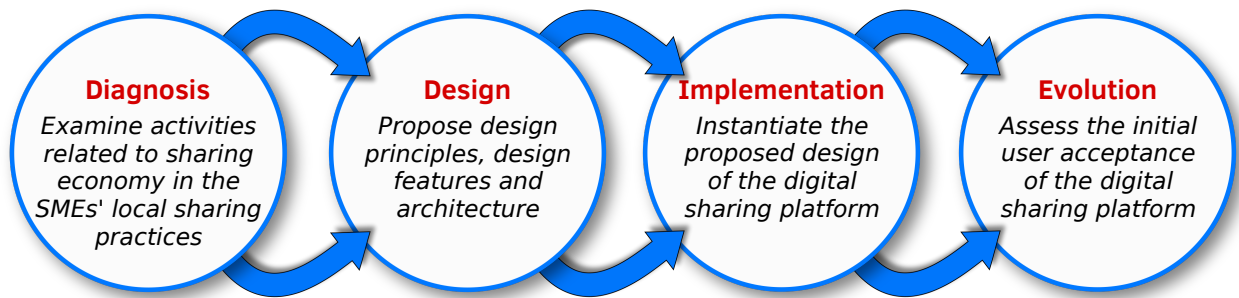 Diagnosis
Examine activities
related to sharing
economy in the
SMEs' local sharing
practices
Design
Propose design
principles, design
features and
architecture
Implementation
Instantiate the
proposed design
of the digital
sharing platform
Evolution
Assess the initial
user acceptance
of the digital
sharing platform